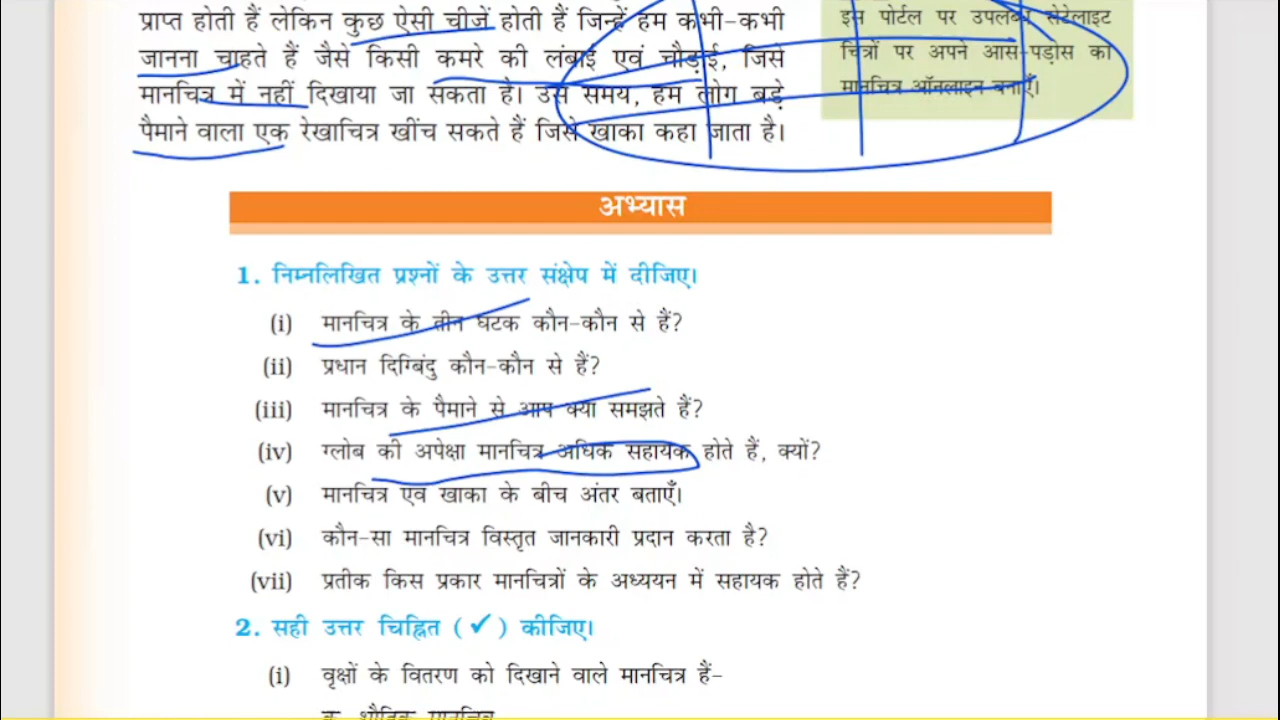 प्राप्त होती हैं लेकिन कुछ ऐसी चीजें होती हैं जिन्हें हम कभी-कभी
जानना चाहते हैं जैसे किसी कमरे की लंबाई एवं चौड़ाई, जिसे
मानचित्र में नहीं दिखाया जा सकता है। उस समय, हम लोग बड़े
पैमाने वाला एक रेखाचित्र खींच सकते हैं जिसे खाका कहा जाता है।
इस पोर्टल पर उपलब्ध सेटेलाइट
चित्रों पर अपने आस-पड़ोस का
मानचित्र ऑनलाइन बनाएँ।
अभ्यास
1. निम्नलिखित प्रश्नों के उत्तर संक्षेप में दीजिए।
(i) मानचित्र के तीन घटक कौन-कौन से हैं?
(ii) प्रधान दिग्बिंदु कौन-कौन से हैं?
(iii) मानचित्र के पैमाने से आप क्या समझते हैं?
(iv) ग्लोब की अपेक्षा मानचित्र अधिक सहायक होते हैं, क्यों?
(v) मानचित्र एवं खाका के बीच अंतर बताएँ।
(vi) कौन-सा मानचित्र विस्तृत जानकारी प्रदान करता है?
(vii) प्रतीक किस प्रकार मानचित्रों के अध्ययन में सहायक होते हैं?
2. सही उत्तर चिह्नित (✓) कीजिए।
(i) वृक्षों के वितरण को दिखाने वाले मानचित्र हैं-
क. भौतिक मानचित्र